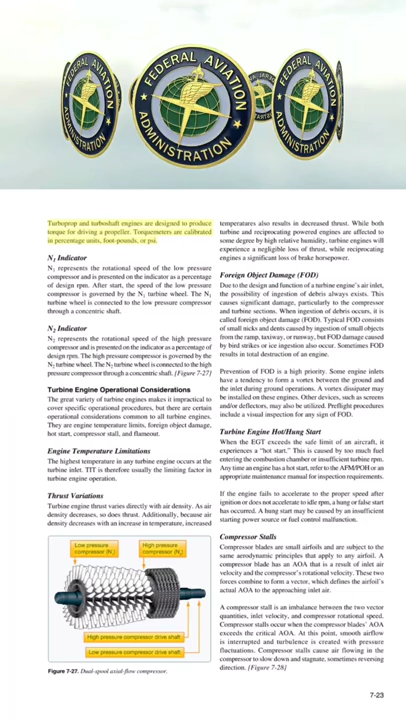 FEDERAL AVIATION
ADMINISTRATION
FEDERAL AVIATION
ADMINISTRATION
FEDERAL AVIATION
ADMINISTRATION
Turboprop and turboshaft engines are designed to produce
torque for driving a propeller. Torquemeters are calibrated
in percentage units, foot-pounds, or psi.
N₁ Indicator
N₁ represents the rotational speed of the low pressure
compressor and is presented on the indicator as a percentage
of design rpm. After start, the speed of the low pressure
compressor is governed by the N₁ turbine wheel. The N₁
turbine wheel is connected to the low pressure compressor
through a concentric shaft.
N₂ Indicator
N₂ represents the rotational speed of the high pressure
compressor and is presented on the indicator as a percentage of
design rpm. The high pressure compressor is governed by the
N₂ turbine wheel. The N₂ turbine wheel is connected to the high
pressure compressor through a concentric shaft. [Figure 7-27]
Turbine Engine Operational Considerations
The great variety of turbine engines makes it impractical to
cover specific operational procedures, but there are certain
operational considerations common to all turbine engines.
They are engine temperature limits, foreign object damage,
hot start, compressor stall, and flameout.
Engine Temperature Limitations
The highest temperature in any turbine engine occurs at the
turbine inlet. TIT is therefore usually the limiting factor in
turbine engine operation.
Thrust Variations
Turbine engine thrust varies directly with air density. As air
density decreases, so does thrust. Additionally, because air
density decreases with an increase in temperature, increased
Low pressure
compressor (N₁)
High pressure
compressor (N₂)
High pressure compressor drive shaft
Low pressure compressor drive shaft
Figure 7-27. Dual-spool axial-flow compressor.
temperatures also results in decreased thrust. While both
turbine and reciprocating powered engines are affected to
some degree by high relative humidity, turbine engines will
experience a negligible loss of thrust, while reciprocating
engines a significant loss of brake horsepower.
Foreign Object Damage (FOD)
Due to the design and function of a turbine engine's air inlet,
the possibility of ingestion of debris always exists. This
causes significant damage, particularly to the compressor
and turbine sections. When ingestion of debris occurs, it is
called foreign object damage (FOD). Typical FOD consists
of small nicks and dents caused by ingestion of small objects
from the ramp, taxiway, or runway, but FOD damage caused
by bird strikes or ice ingestion also occur. Sometimes FOD
results in total destruction of an engine.
Prevention of FOD is a high priority. Some engine inlets
have a tendency to form a vortex between the ground and
the inlet during ground operations. A vortex dissipater may
be installed on these engines. Other devices, such as screens
and/or deflectors, may also be utilized. Preflight procedures
include a visual inspection for any sign of FOD.
Turbine Engine Hot/Hung Start
When the EGT exceeds the safe limit of an aircraft, it
experiences a "hot start." This is caused by too much fuel
entering the combustion chamber or insufficient turbine rpm.
Any time an engine has a hot start, refer to the AFM/POH or an
appropriate maintenance manual for inspection requirements.
If the engine fails to accelerate to the proper speed after
ignition or does not accelerate to idle rpm, a hung or false start
has occurred. A hung start may be caused by an insufficient
starting power source or fuel control malfunction.
Compressor Stalls
Compressor blades are small airfoils and are subject to the
same aerodynamic principles that apply to any airfoil. A
compressor blade has an AOA that is a result of inlet air
velocity and the compressor's rotational velocity. These two
forces combine to form a vector, which defines the airfoil's
actual AOA to the approaching inlet air.
A compressor stall is an imbalance between the two vector
quantities, inlet velocity, and compressor rotational speed.
Compressor stalls occur when the compressor blades' AOA
exceeds the critical AOA. At this point, smooth airflow
is interrupted and turbulence is created with pressure
fluctuations. Compressor stalls cause air flowing in the
compressor to slow down and stagnate, sometimes reversing
direction. [Figure 7-28]
7-23